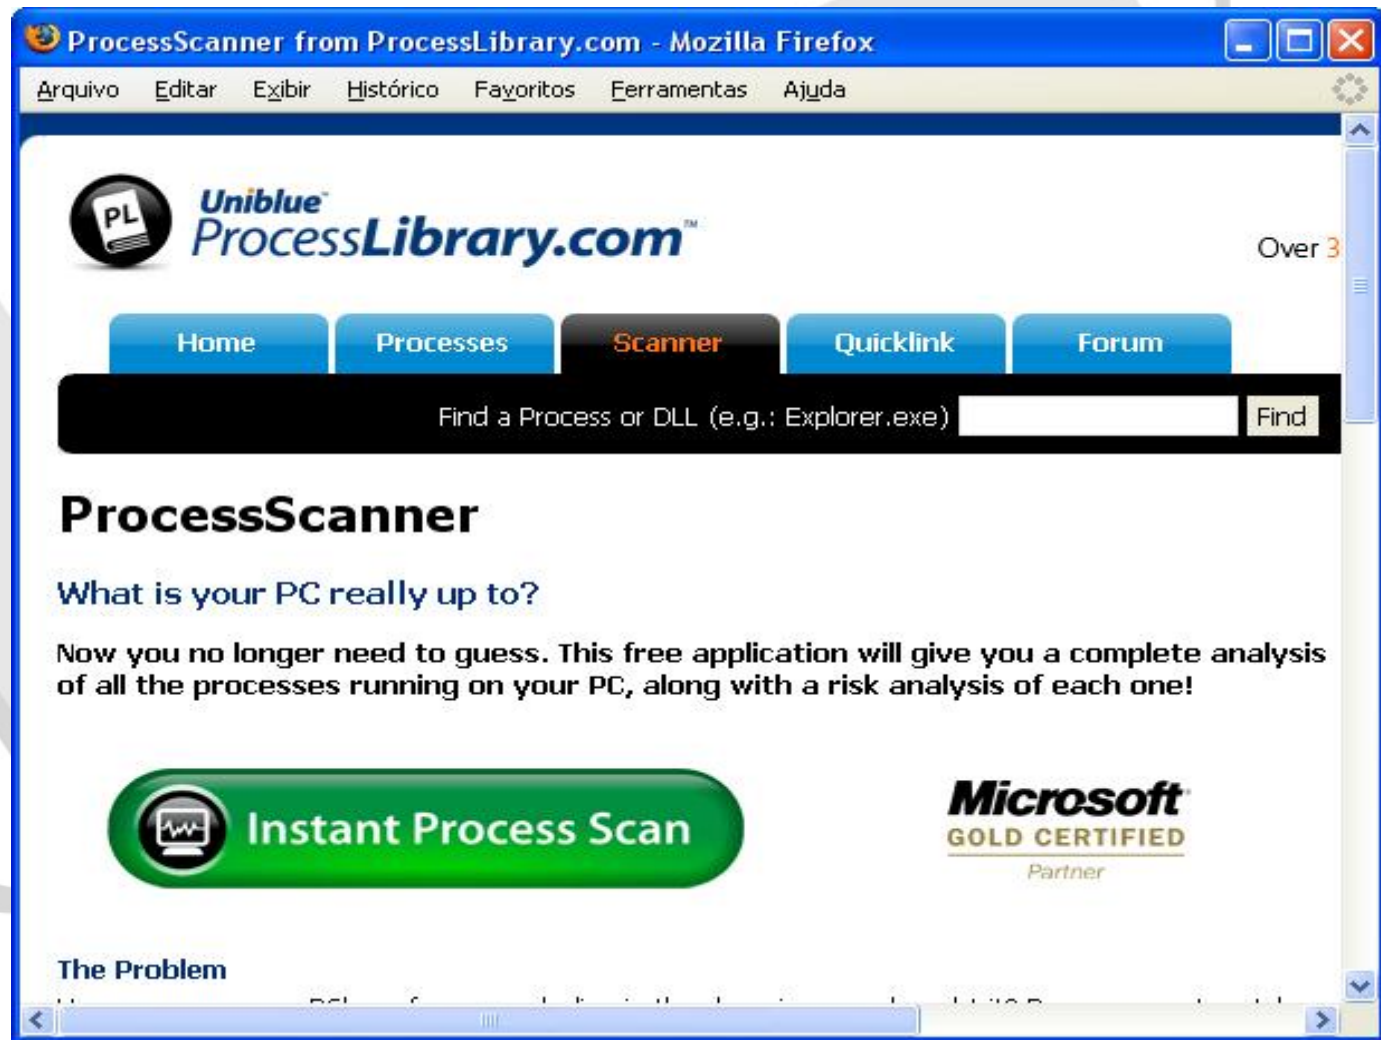 ProcessScanner from ProcessLibrary.com - Mozilla Firefox
Arquivo Editar Exibir Histórico Favoritos Ferramentas Ajuda
PL
Uniblue™
ProcessLibrary.com™
Over 3
Home Processes Scanner Quicklink Forum
Find a Process or DLL (e.g.: Explorer.exe) Find
ProcessScanner
What is your PC really up to?
Now you no longer need to guess. This free application will give you a complete analysis
of all the processes running on your PC, along with a risk analysis of each one!
Instant Process Scan
Microsoft
GOLD CERTIFIED
Partner
The Problem